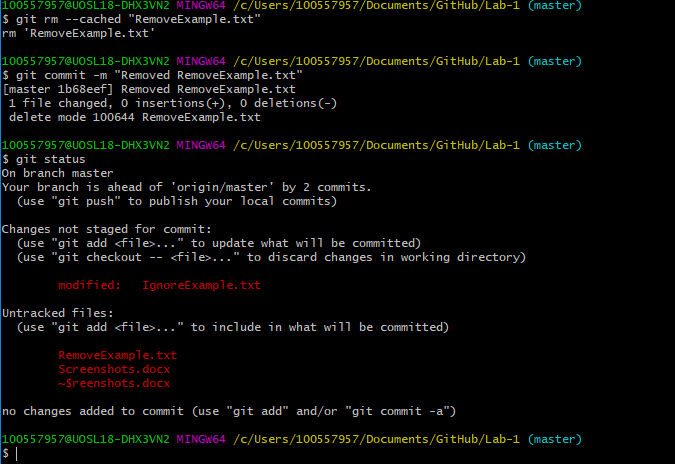 100557957@UOSL18-DHX3VN2 MINGW64 /c/Users/100557957/Documents/GitHub/Lab-1 (master)
$ git rm --cached "RemoveExample.txt"
rm 'RemoveExample.txt'
100557957@UOSL18-DHX3VN2 MINGW64 /c/Users/100557957/Documents/GitHub/Lab-1 (master)
$ git commit -m "Removed RemoveExample.txt"
[master 1b68eef] Removed RemoveExample.txt
1 file changed, 0 insertions(+), 0 deletions(-)
delete mode 100644 RemoveExample.txt
100557957@UOSL18-DHX3VN2 MINGW64 /c/Users/100557957/Documents/GitHub/Lab-1 (master)
$ git status
On branch master
Your branch is ahead of 'origin/master' by 2 commits.
(use "git push" to publish your local commits)
Changes not staged for commit:
(use "git add <file>..." to update what will be committed)
(use "git checkout -- <file>..." to discard changes in working directory)
modified:   IgnoreExample.txt
Untracked files:
(use "git add <file>..." to include in what will be committed)
RemoveExample.txt
Screenshots.docx
~$reenshots.docx
no changes added to commit (use "git add" and/or "git commit -a")
100557957@UOSL18-DHX3VN2 MINGW64 /c/Users/100557957/Documents/GitHub/Lab-1 (master)
$